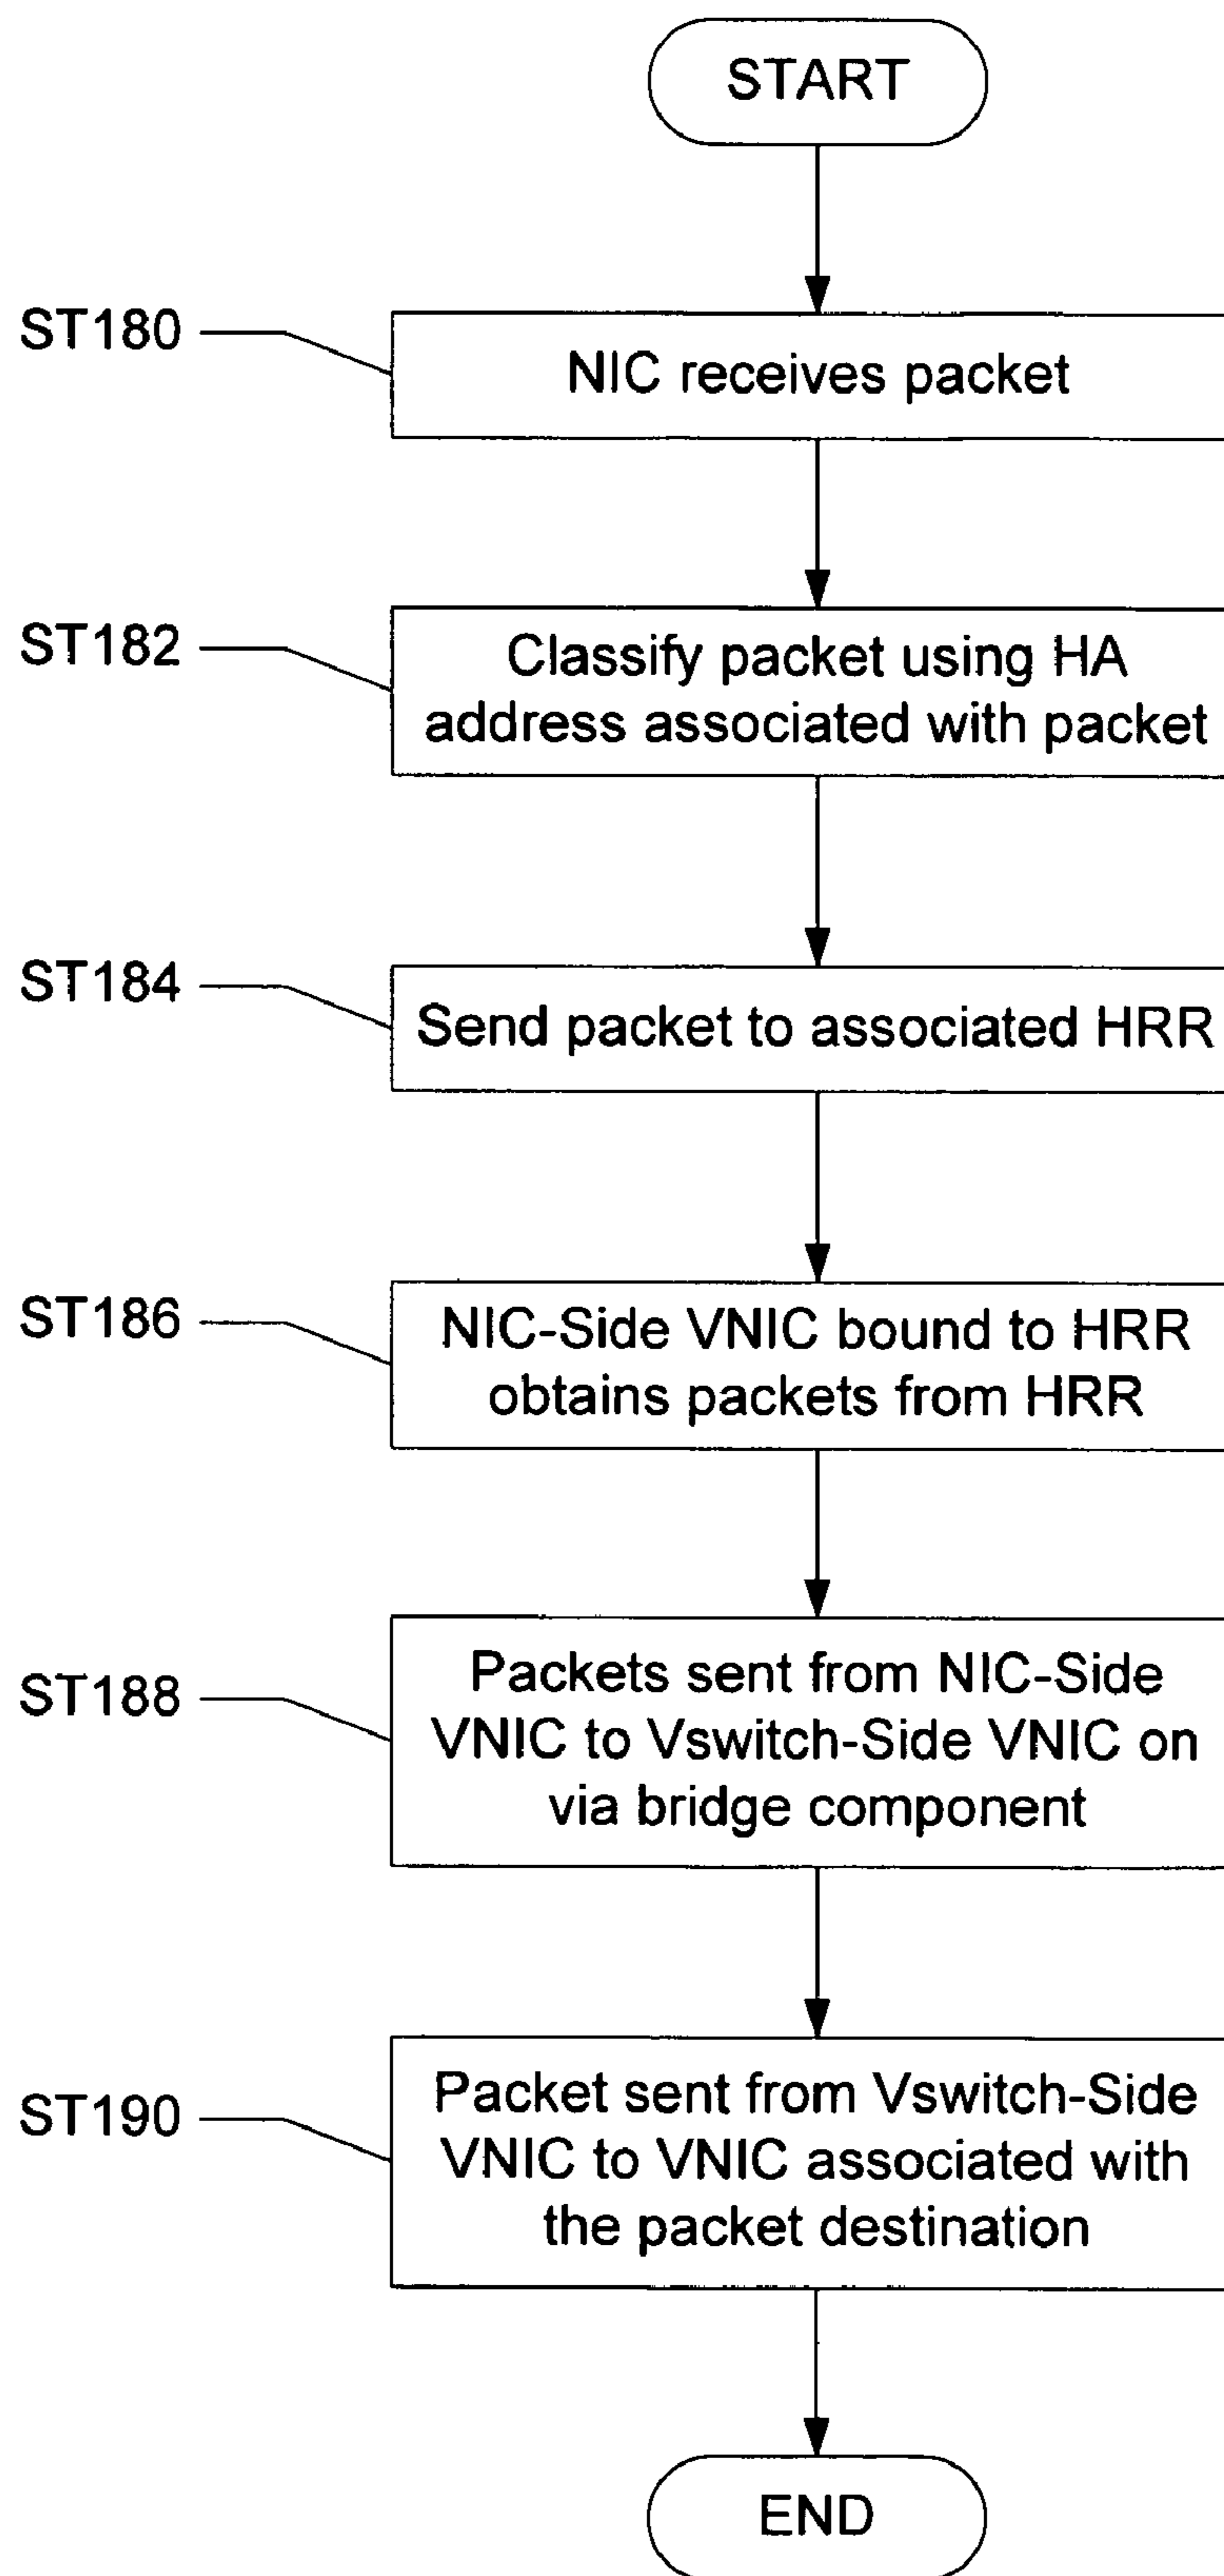 START
ST180
NIC receives packet
ST182
Classify packet using HA
address associated with packet
ST184
Send packet to associated HRR
ST186
NIC-Side VNIC bound to HRR
obtains packets from HRR
ST188
Packets sent from NIC-Side
VNIC to Vswitch-Side VNIC on
via bridge component
ST190
Packet sent from Vswitch-Side
VNIC to VNIC associated with
the packet destination
END